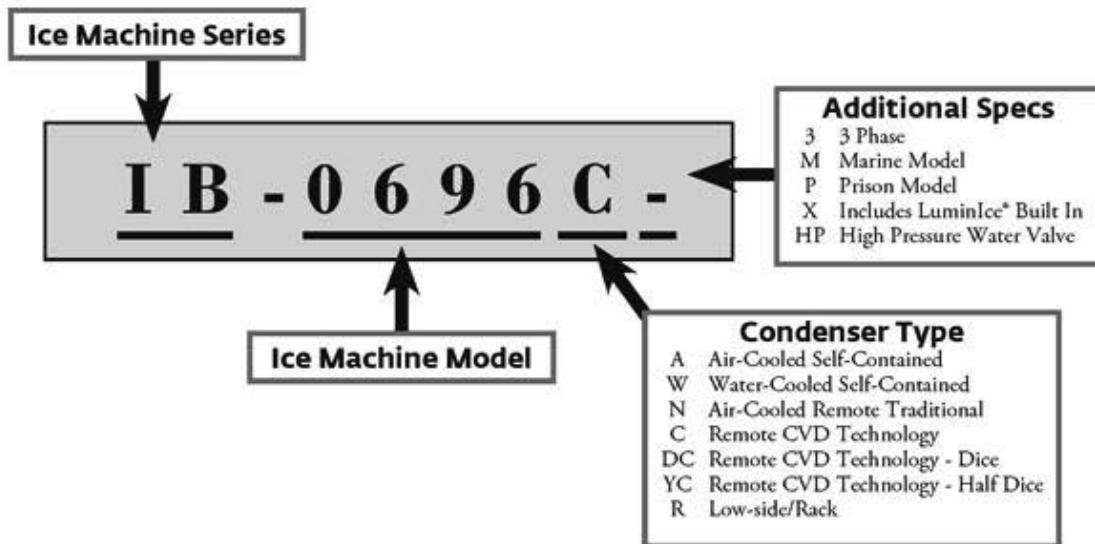 Ice Machine Series
IB-0696C-
Ice Machine Model
Additional Specs
3 3 Phase
M Marine Model
P Prison Model
X Includes LuminIce® Built In
HP High Pressure Water Valve
Condenser Type
A Air-Cooled Self-Contained
W Water-Cooled Self-Contained
N Air-Cooled Remote Traditional
C Remote CVD Technology
DC Remote CVD Technology - Dice
YC Remote CVD Technology - Half Dice
R Low-side/Rack